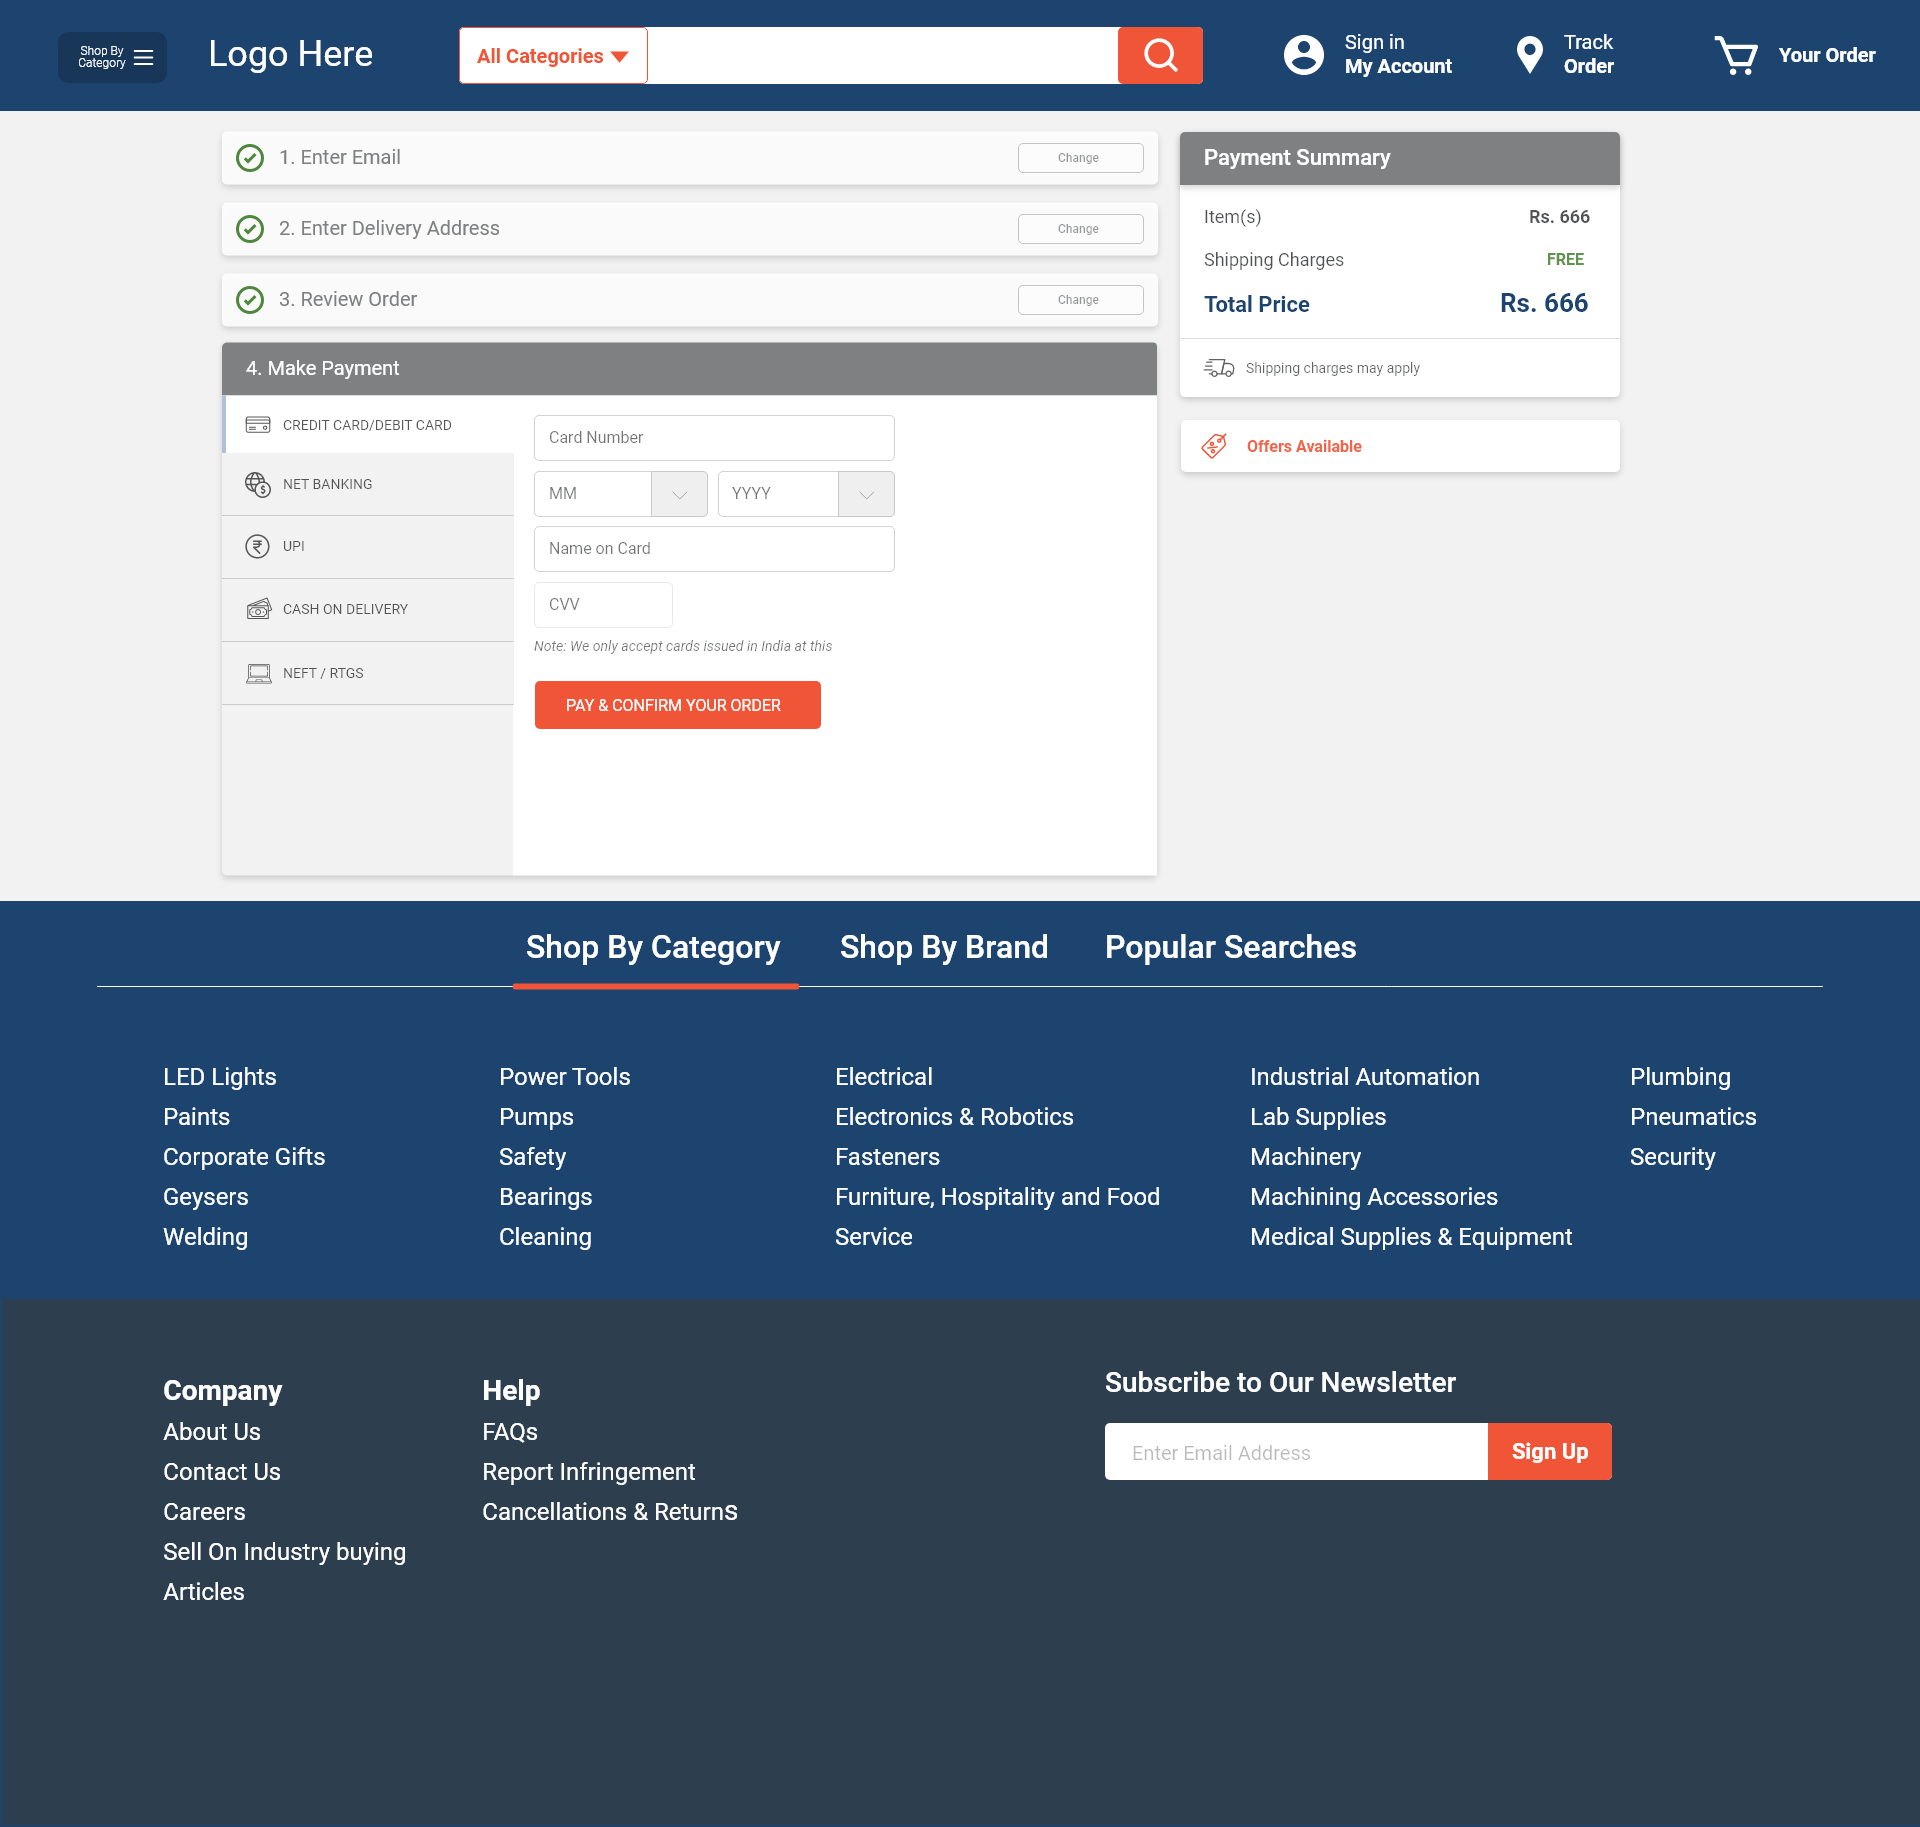 Shop By
Category
Logo Here
All Categories
Sign in
My Account
Track
Order
Your Order
1. Enter Email
Change
2. Enter Delivery Address
Change
3. Review Order
Change
4. Make Payment
CREDIT CARD/DEBIT CARD
NET BANKING
UPI
CASH ON DELIVERY
NEFT / RTGS
Card Number
MM
YYYY
Name on Card
CVV
Note: We only accept cards issued in India at this
PAY & CONFIRM YOUR ORDER
Payment Summary
Item(s) Rs. 666
Shipping Charges FREE
Total Price Rs. 666
Shipping charges may apply
Offers Available
Shop By Category
Shop By Brand
Popular Searches
LED Lights
Paints
Corporate Gifts
Geysers
Welding
Power Tools
Pumps
Safety
Bearings
Cleaning
Electrical
Electronics & Robotics
Fasteners
Furniture, Hospitality and Food
Service
Industrial Automation
Lab Supplies
Machinery
Machining Accessories
Medical Supplies & Equipment
Plumbing
Pneumatics
Security
Company
About Us
Contact Us
Careers
Sell On Industry buying
Articles
Help
FAQs
Report Infringement
Cancellations & Returns
Subscribe to Our Newsletter
Enter Email Address
Sign Up